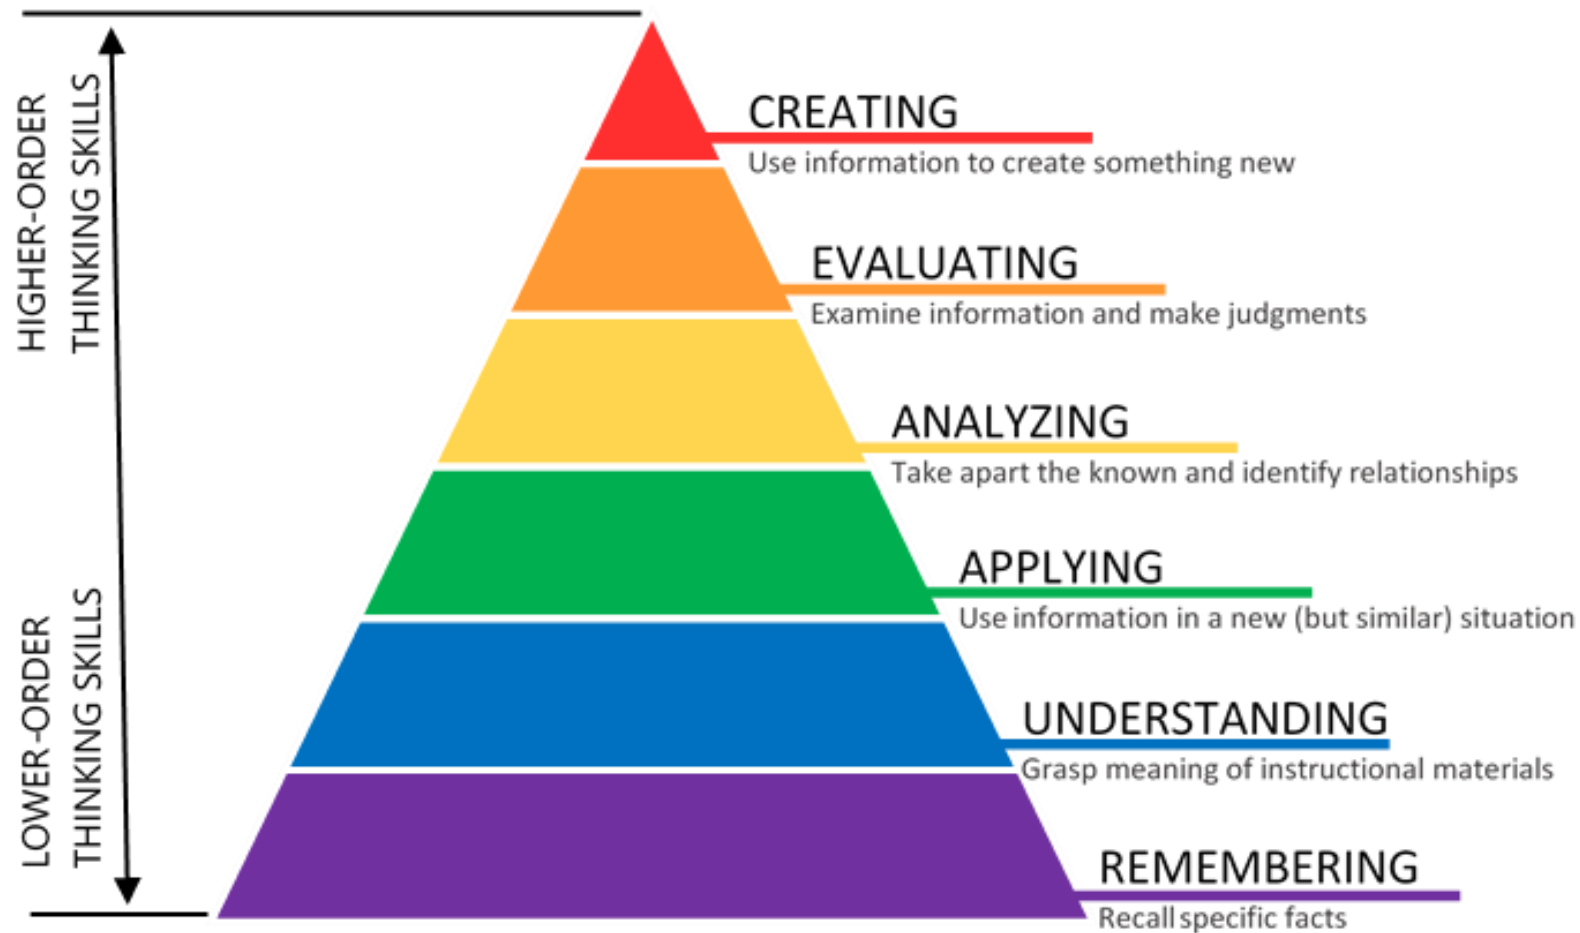 HIGHER-ORDER
THINKING SKILLS
LOWER-ORDER
THINKING SKILLS
CREATING
Use information to create something new
EVALUATING
Examine information and make judgments
ANALYZING
Take apart the known and identify relationships
APPLYING
Use information in a new (but similar) situation
UNDERSTANDING
Grasp meaning of instructional materials
REMEMBERING
Recall specific facts